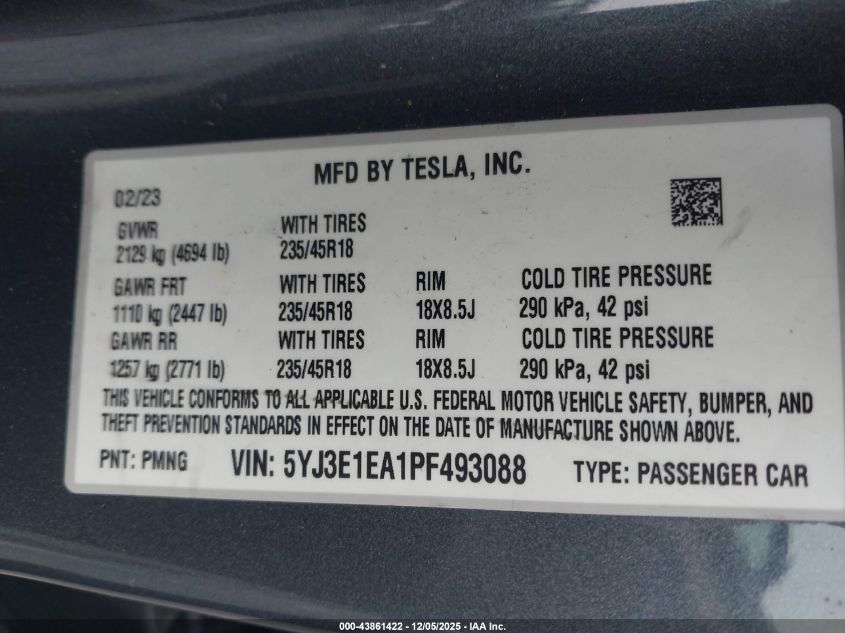 MFD BY TESLA, INC.
02/23
GVWR WITH TIRES
2129 kg (4694 lb) 235/45R18
GAWR FRT WITH TIRES RIM COLD TIRE PRESSURE
1110 kg (2447 lb) 235/45R18 18X8.5J 290 kPa, 42 psi
GAWR RR WITH TIRES RIM COLD TIRE PRESSURE
1257 kg (2771 lb) 235/45R18 18X8.5J 290 kPa, 42 psi
THIS VEHICLE CONFORMS TO ALL APPLICABLE U.S. FEDERAL MOTOR VEHICLE SAFETY, BUMPER, AND
THEFT PREVENTION STANDARDS IN EFFECT ON THE DATE OF MANUFACTURE SHOWN ABOVE.
PNT: PMNG VIN: 5YJ3E1EA1PF493088 TYPE: PASSENGER CAR
000-43861422 - 12/05/2025 - IAA Inc.